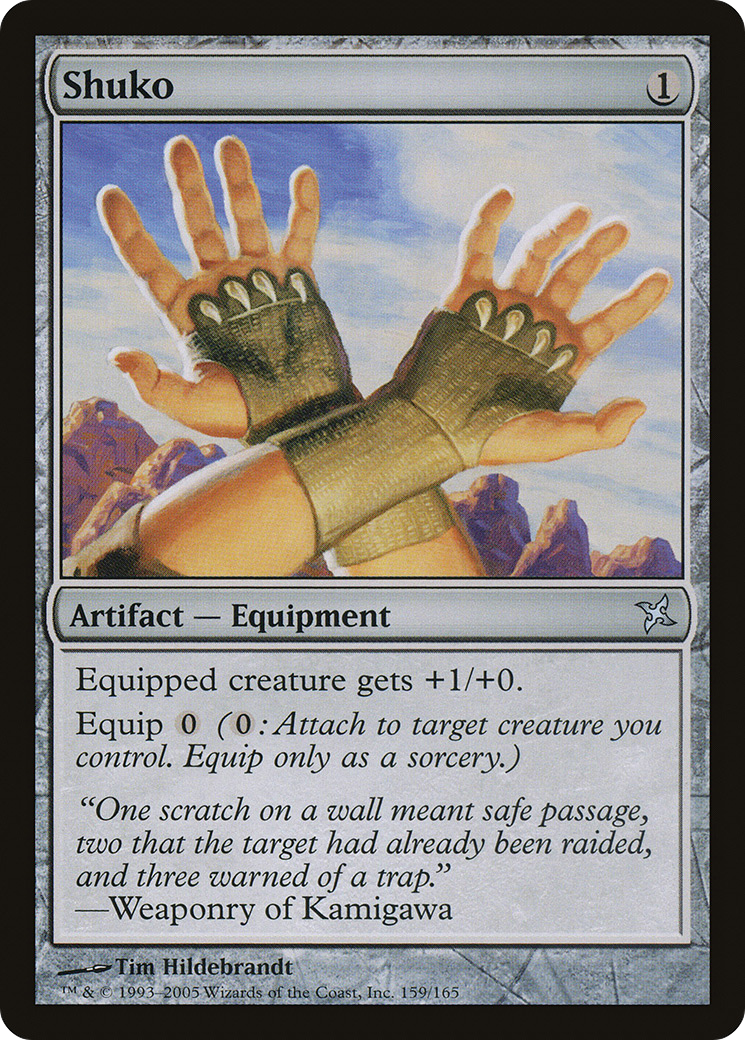 Shuko 1
Artifact — Equipment
Equipped creature gets +1/+0.
Equip 0 (0: Attach to target creature you
control. Equip only as a sorcery.)
“One scratch on a wall meant safe passage,
two that the target had already been raided,
and three warned of a trap.”
—Weaponry of Kamigawa
Tim Hildebrandt
™ & © 1993–2005 Wizards of the Coast, Inc. 159/165